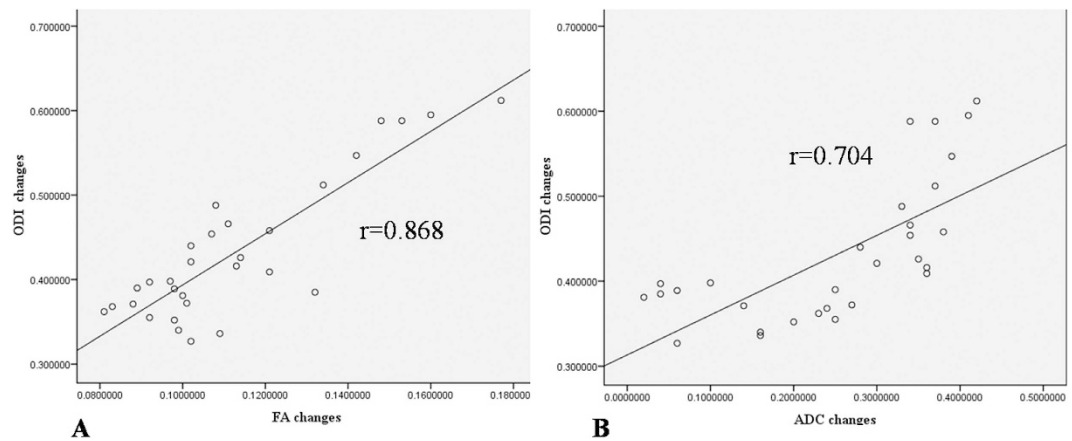 0.700000
0.600000
0.500000
0.400000
0.300000
ODI changes
r=0.868
0.0800000 0.1000000 0.1200000 0.1400000 0.1600000 0.1800000
FA changes
A
0.700000
0.600000
0.500000
0.400000
0.300000
ODI changes
r=0.704
0.0000000 0.1000000 0.2000000 0.3000000 0.4000000 0.5000000
ADC changes
B